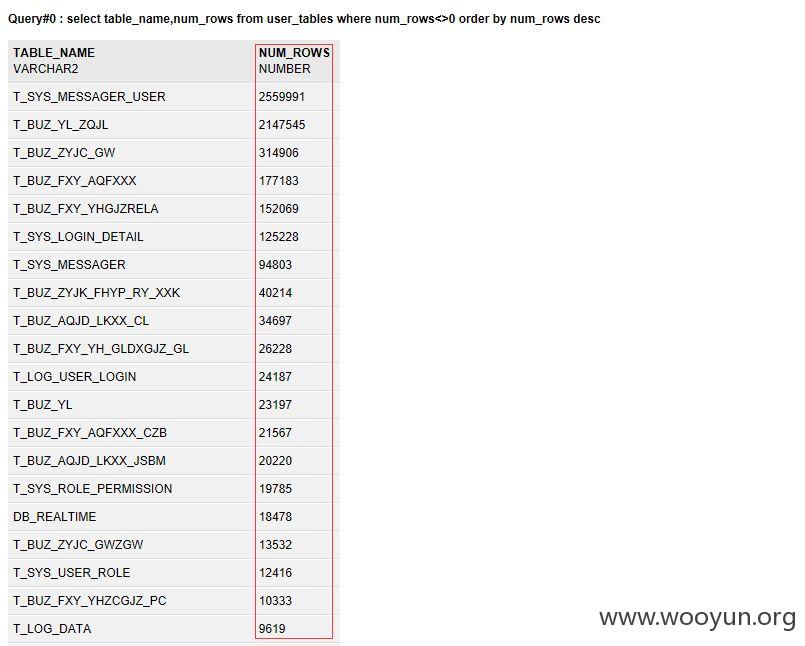 Query#0 : select table_name,num_rows from user_tables where num_rows<>0 order by num_rows desc
TABLE_NAME NUM_ROWS
VARCHAR2 NUMBER
T_SYS_MESSAGER_USER 2559991
T_BUZ_YL_ZQJL 2147545
T_BUZ_ZYJC_GW 314906
T_BUZ_FXY_AQFXXX 177183
T_BUZ_FXY_YHGJZRELA 152069
T_SYS_LOGIN_DETAIL 125228
T_SYS_MESSAGER 94803
T_BUZ_ZYJK_FHYP_RY_XXK 40214
T_BUZ_AQJD_LKXX_CL 34697
T_BUZ_FXY_YH_GLDXGJZ_GL 26228
T_LOG_USER_LOGIN 24187
T_BUZ_YL 23197
T_BUZ_FXY_AQFXXX_CZB 21567
T_BUZ_AQJD_LKXX_JSBM 20220
T_SYS_ROLE_PERMISSION 19785
DB_REALTIME 18478
T_BUZ_ZYJC_GWZGW 13532
T_SYS_USER_ROLE 12416
T_BUZ_FXY_YHZCGJZ_PC 10333
T_LOG_DATA 9619
www.wooyun.org